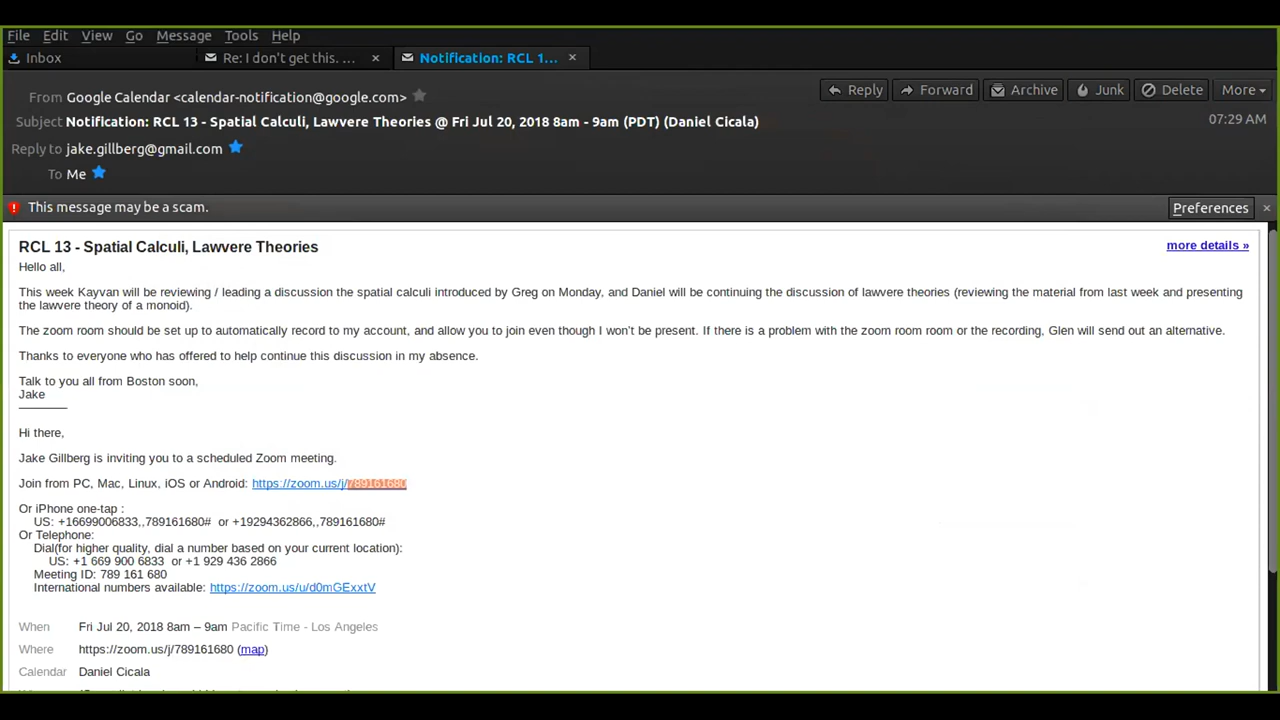 File Edit View Go Message Tools Help
Inbox Re: I don't get this. ... × Notification: RCL 1... ×
From Google Calendar <calendar-notification@google.com> Reply Forward Archive Junk Delete More
Subject Notification: RCL 13 - Spatial Calculi, Lawvere Theories @ Fri Jul 20, 2018 8am - 9am (PDT) (Daniel Cicala) 07:29 AM
Reply to jake.gillberg@gmail.com
To Me
This message may be a scam. Preferences ×
RCL 13 - Spatial Calculi, Lawvere Theories more details »
Hello all,
This week Kayvan will be reviewing / leading a discussion the spatial calculi introduced by Greg on Monday, and Daniel will be continuing the discussion of lawvere theories (reviewing the material from last week and presenting
the lawvere theory of a monoid).
The zoom room should be set up to automatically record to my account, and allow you to join even though I won't be present. If there is a problem with the zoom room room or the recording, Glen will send out an alternative.
Thanks to everyone who has offered to help continue this discussion in my absence.
Talk to you all from Boston soon,
Jake
Hi there,
Jake Gillberg is inviting you to a scheduled Zoom meeting.
Join from PC, Mac, Linux, iOS or Android: https://zoom.us/j/789161680
Or iPhone one-tap :
US: +16699006833,,789161680# or +19294362866,,789161680#
Or Telephone:
Dial(for higher quality, dial a number based on your current location):
US: +1 669 900 6833 or +1 929 436 2866
Meeting ID: 789 161 680
International numbers available: https://zoom.us/u/d0mGExxtV
When Fri Jul 20, 2018 8am – 9am Pacific Time - Los Angeles
Where https://zoom.us/j/789161680 (map)
Calendar Daniel Cicala